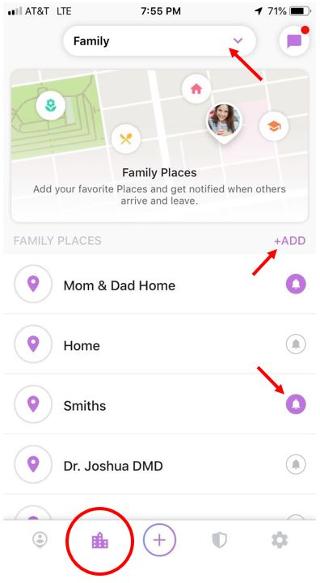 AT&T LTE 7:55 PM 71%
Family
Family Places
Add your favorite Places and get notified when others
arrive and leave.
FAMILY PLACES +ADD
Mom & Dad Home
Home
Smiths
Dr. Joshua DMD